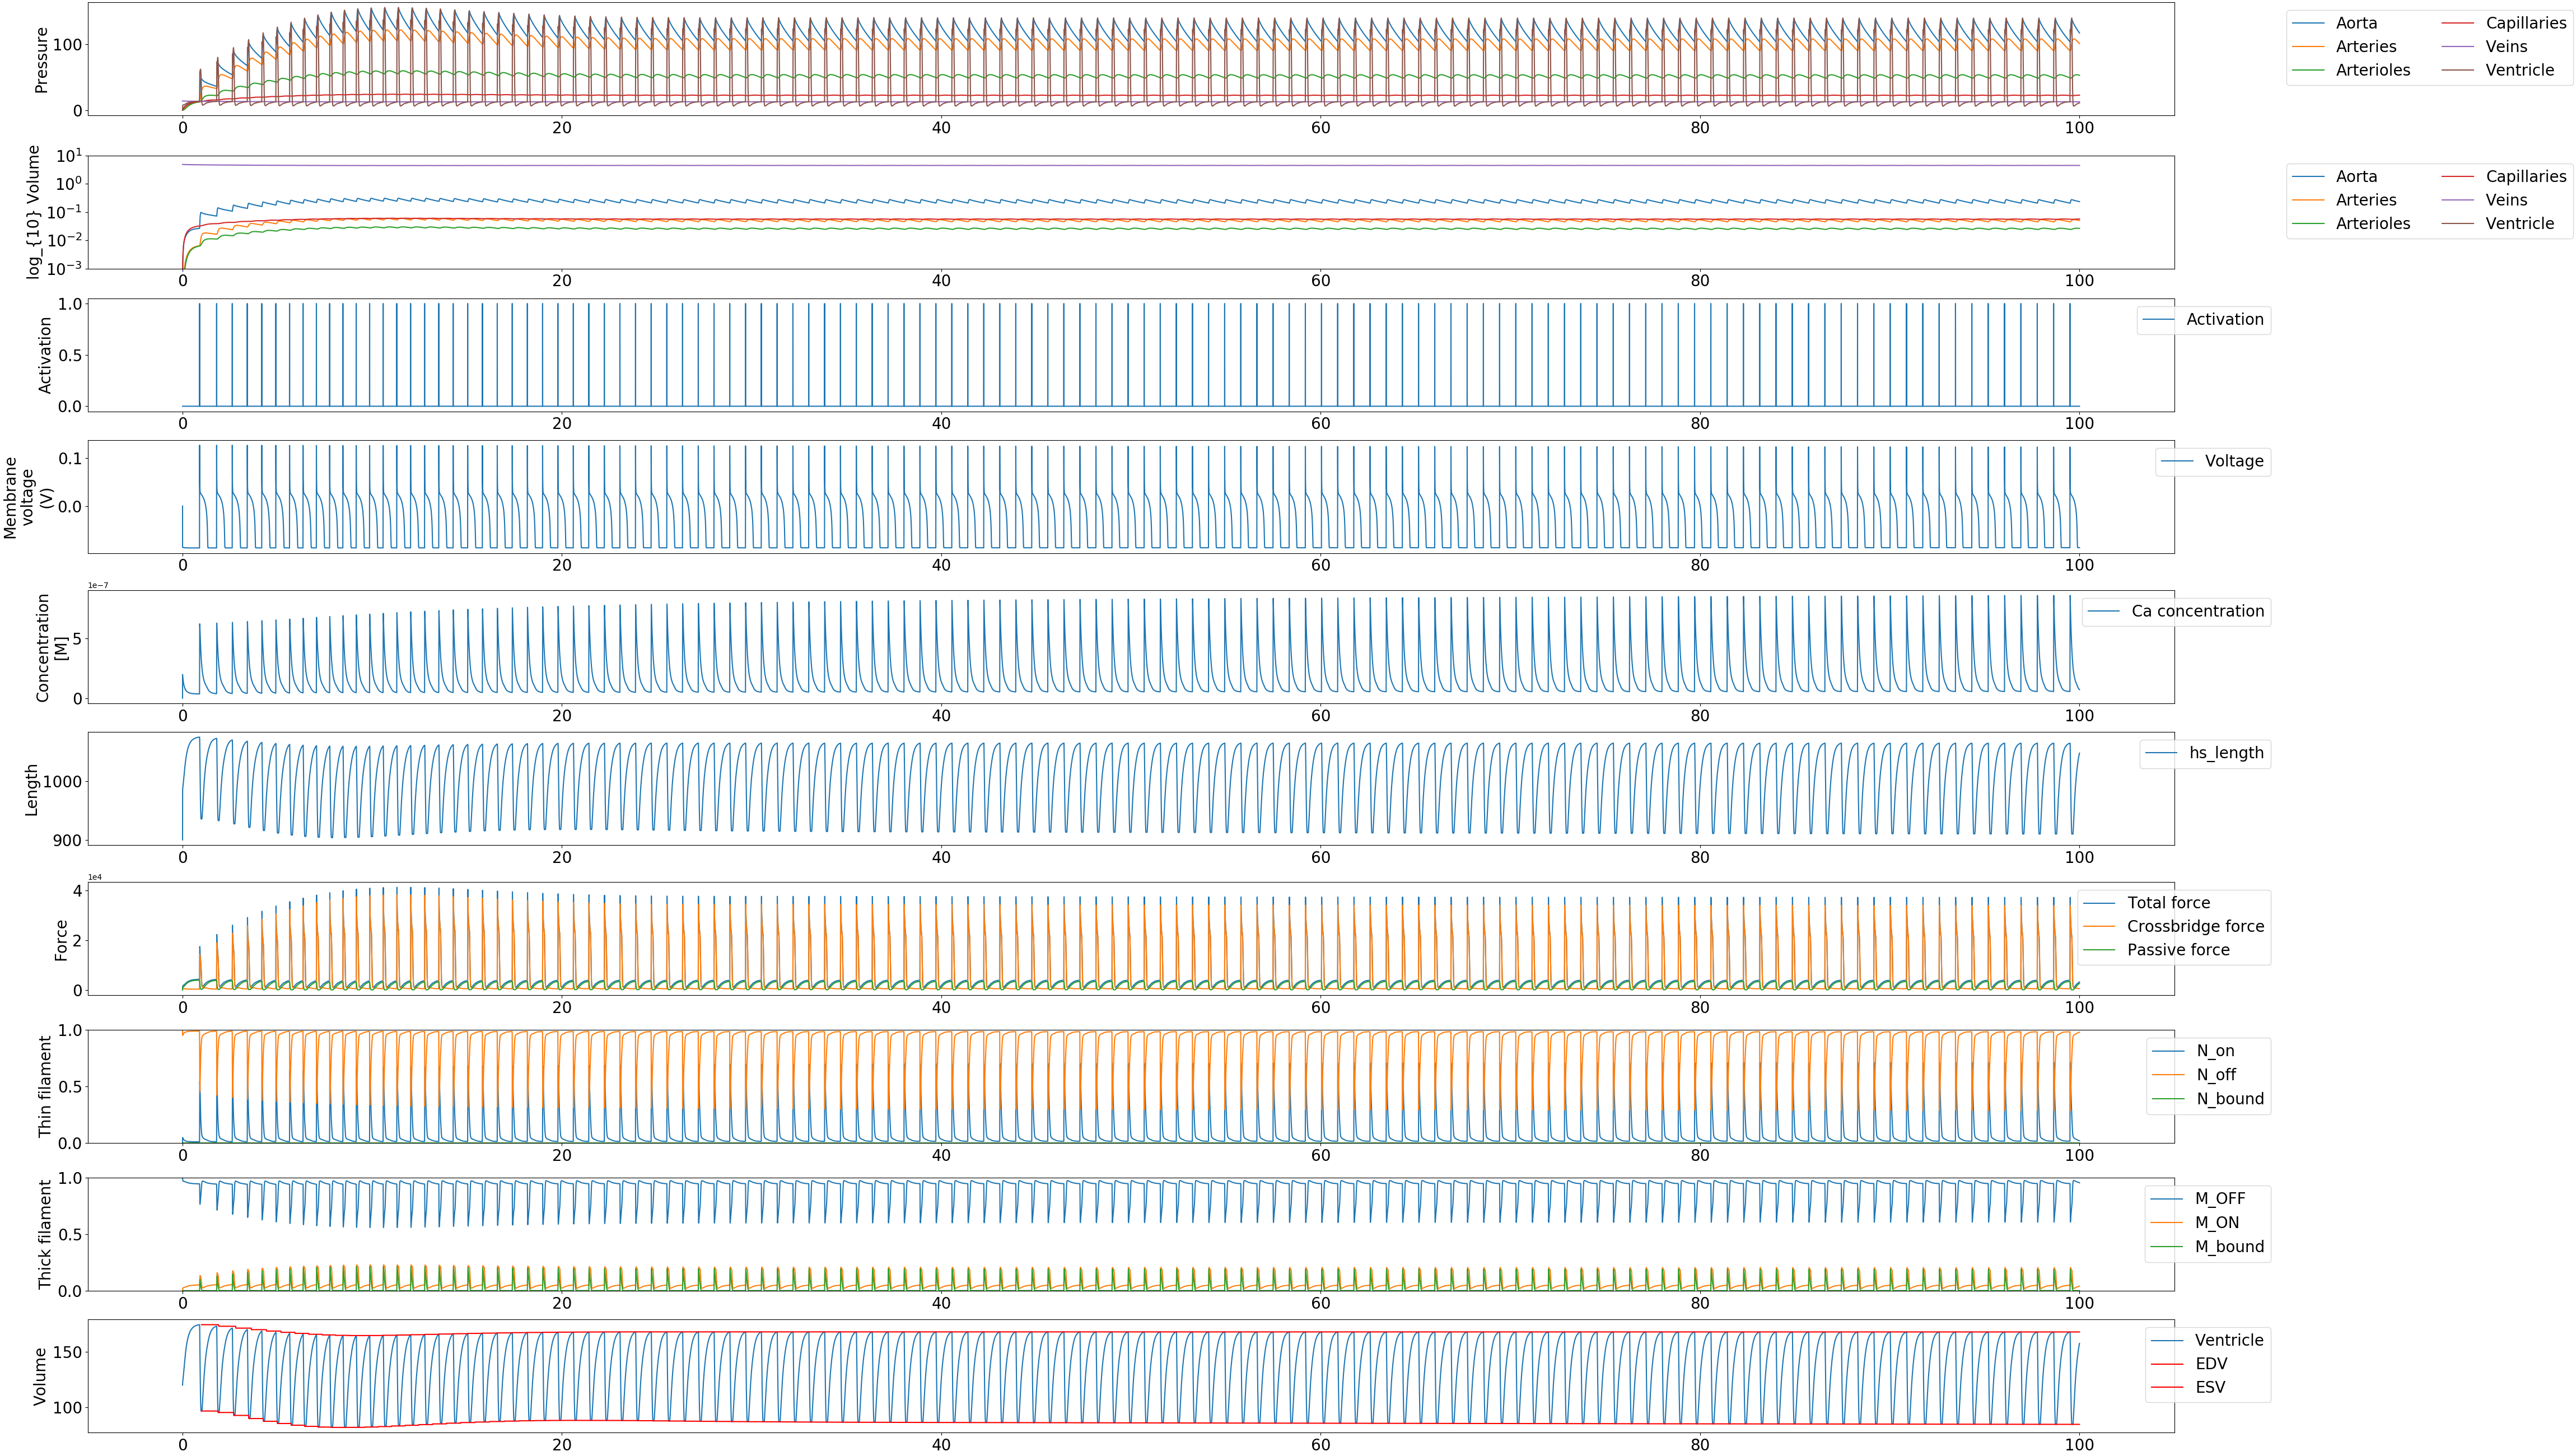 Pressure
100
0
0 20 40 60 80 100
Aorta Capillaries
Arteries Veins
Arterioles Ventricle
log_{10} Volume
10^1
10^0
10^-1
10^-2
10^-3
0 20 40 60 80 100
Aorta Capillaries
Arteries Veins
Arterioles Ventricle
Activation
1.0
0.5
0.0
0 20 40 60 80 100
Activation
Membrane
voltage
(V)
0.1
0.0
0 20 40 60 80 100
Voltage
Concentration
[M]
1e−7
5
0
0 20 40 60 80 100
Ca concentration
Length
1000
900
0 20 40 60 80 100
hs_length
Force
1e4
4
2
0
0 20 40 60 80 100
Total force
Crossbridge force
Passive force
Thin filament
1.0
0.5
0.0
0 20 40 60 80 100
N_on
N_off
N_bound
Thick filament
1.0
0.5
0.0
0 20 40 60 80 100
M_OFF
M_ON
M_bound
Volume
150
100
0 20 40 60 80 100
Ventricle
EDV
ESV